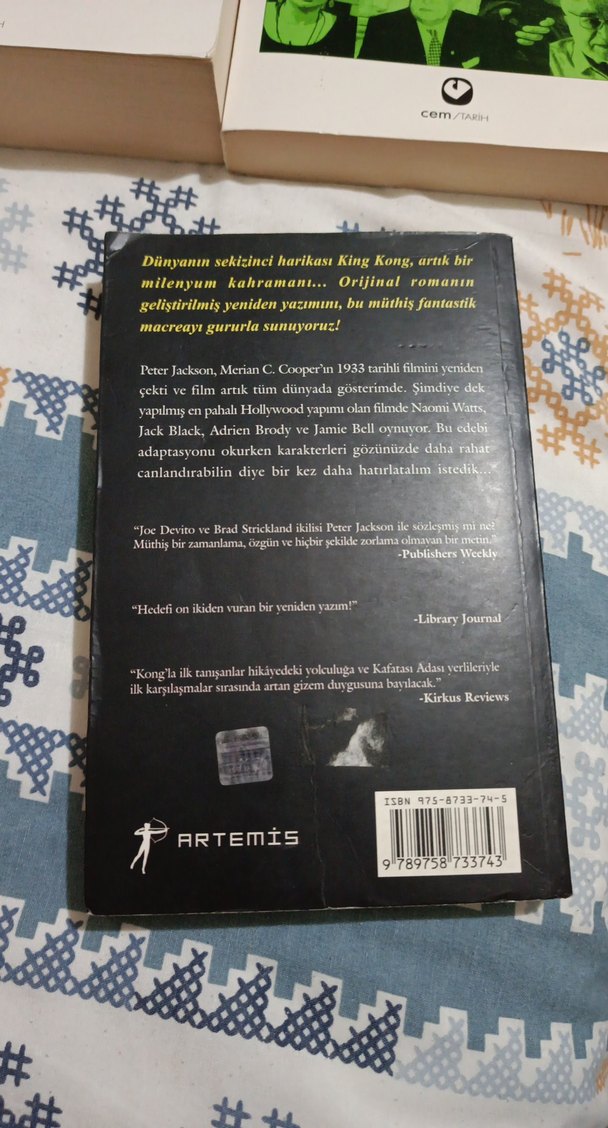 cem/TARİH
Dünyanın sekizinci harikası King Kong, artık bir
milenyum kahramanı... Orijinal romanın
geliştirilmiş yeniden yazımını, bu müthiş fantastik
macreayı gururla sunuyoruz!
Peter Jackson, Merian C. Cooper'ın 1933 tarihli filmini yeniden
çekti ve film artık tüm dünyada gösterimde. Şimdiye dek
yapılmış en pahalı Hollywood yapımı olan filmde Naomi Watts,
Jack Black, Adrien Brody ve Jamie Bell oynuyor. Bu edebi
adaptasyonu okurken karakterleri gözünüzde daha rahat
canlandırabilin diye bir kez daha hatırlatalım istedik...
“Joe Devito ve Brad Strickland ikilisi Peter Jackson ile sözleşmiş mi ne?
Müthiş bir zamanlama, özgün ve hiçbir şekilde zorlama olmayan bir metin.”
-Publishers Weekly
“Hedefi on ikiden vuran bir yeniden yazım!”
-Library Journal
“Kong'la ilk tanışanlar hikâyedeki yolculuğa ve Kafatası Adası yerlileriyle
ilk karşılaşmalar sırasında artan gizem duygusuna bayılacak.”
-Kirkus Reviews
ARTEMİS
ISBN 975-8733-74-5
9 789758 733743